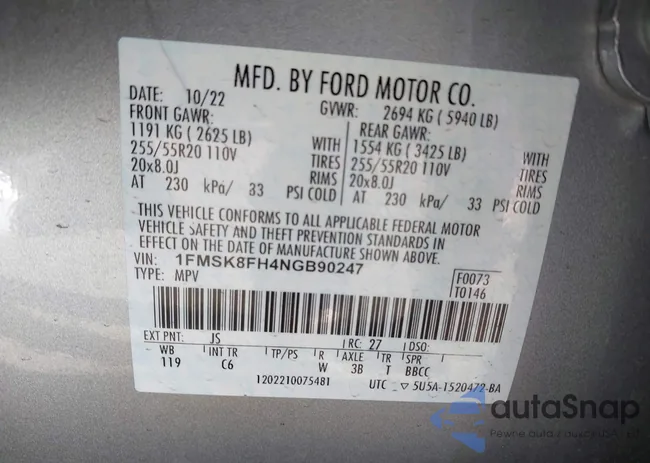 MFD. BY FORD MOTOR CO.
DATE: 10/22 GVWR: 2694 KG ( 5940 LB)
FRONT GAWR: REAR GAWR:
1191 KG ( 2625 LB) WITH 1554 KG ( 3425 LB) WITH
255/55R20 110V TIRES 255/55R20 110V TIRES
20x8.0J RIMS 20x8.0J RIMS
AT 230 kPa/ 33 PSI COLD AT 230 kPa/ 33 PSI COLD
THIS VEHICLE CONFORMS TO ALL APPLICABLE FEDERAL MOTOR
VEHICLE SAFETY AND THEFT PREVENTION STANDARDS IN
EFFECT ON THE DATE OF MANUFACTURE SHOWN ABOVE.
VIN: 1FMSK8FH4NGB90247
TYPE: MPV
F0073
T0146
EXT PNT: JS RC: 27 DSO:
WB INT TR TP/PS R AXLE TR SPR
119 C6 W 3B T BBCC
1202210075481 UTC ▽ 5U5A-1520472-BA
autoSnap
Pewne auta z aukcji